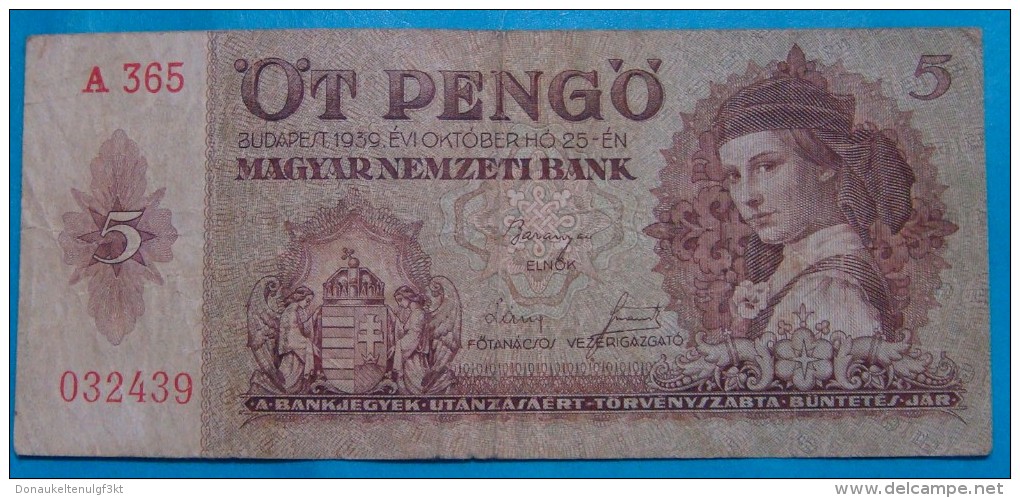 A 365
ÖT PENGŐ
5
BUDAPEST, 1939. ÉVI OKTÓBER HÓ 25-ÉN
MAGYAR NEMZETI BANK
5
Baranyai
ELNÖK
FŐTANÁCSOS VEZÉRIGAZGATÓ
032439
A BANKJEGYEK UTÁNZÁSÁÉRT TÖRVÉNYSZABTA BÜNTETÉS JÁR
Donaukeltenulgf3kt
delcampe.net